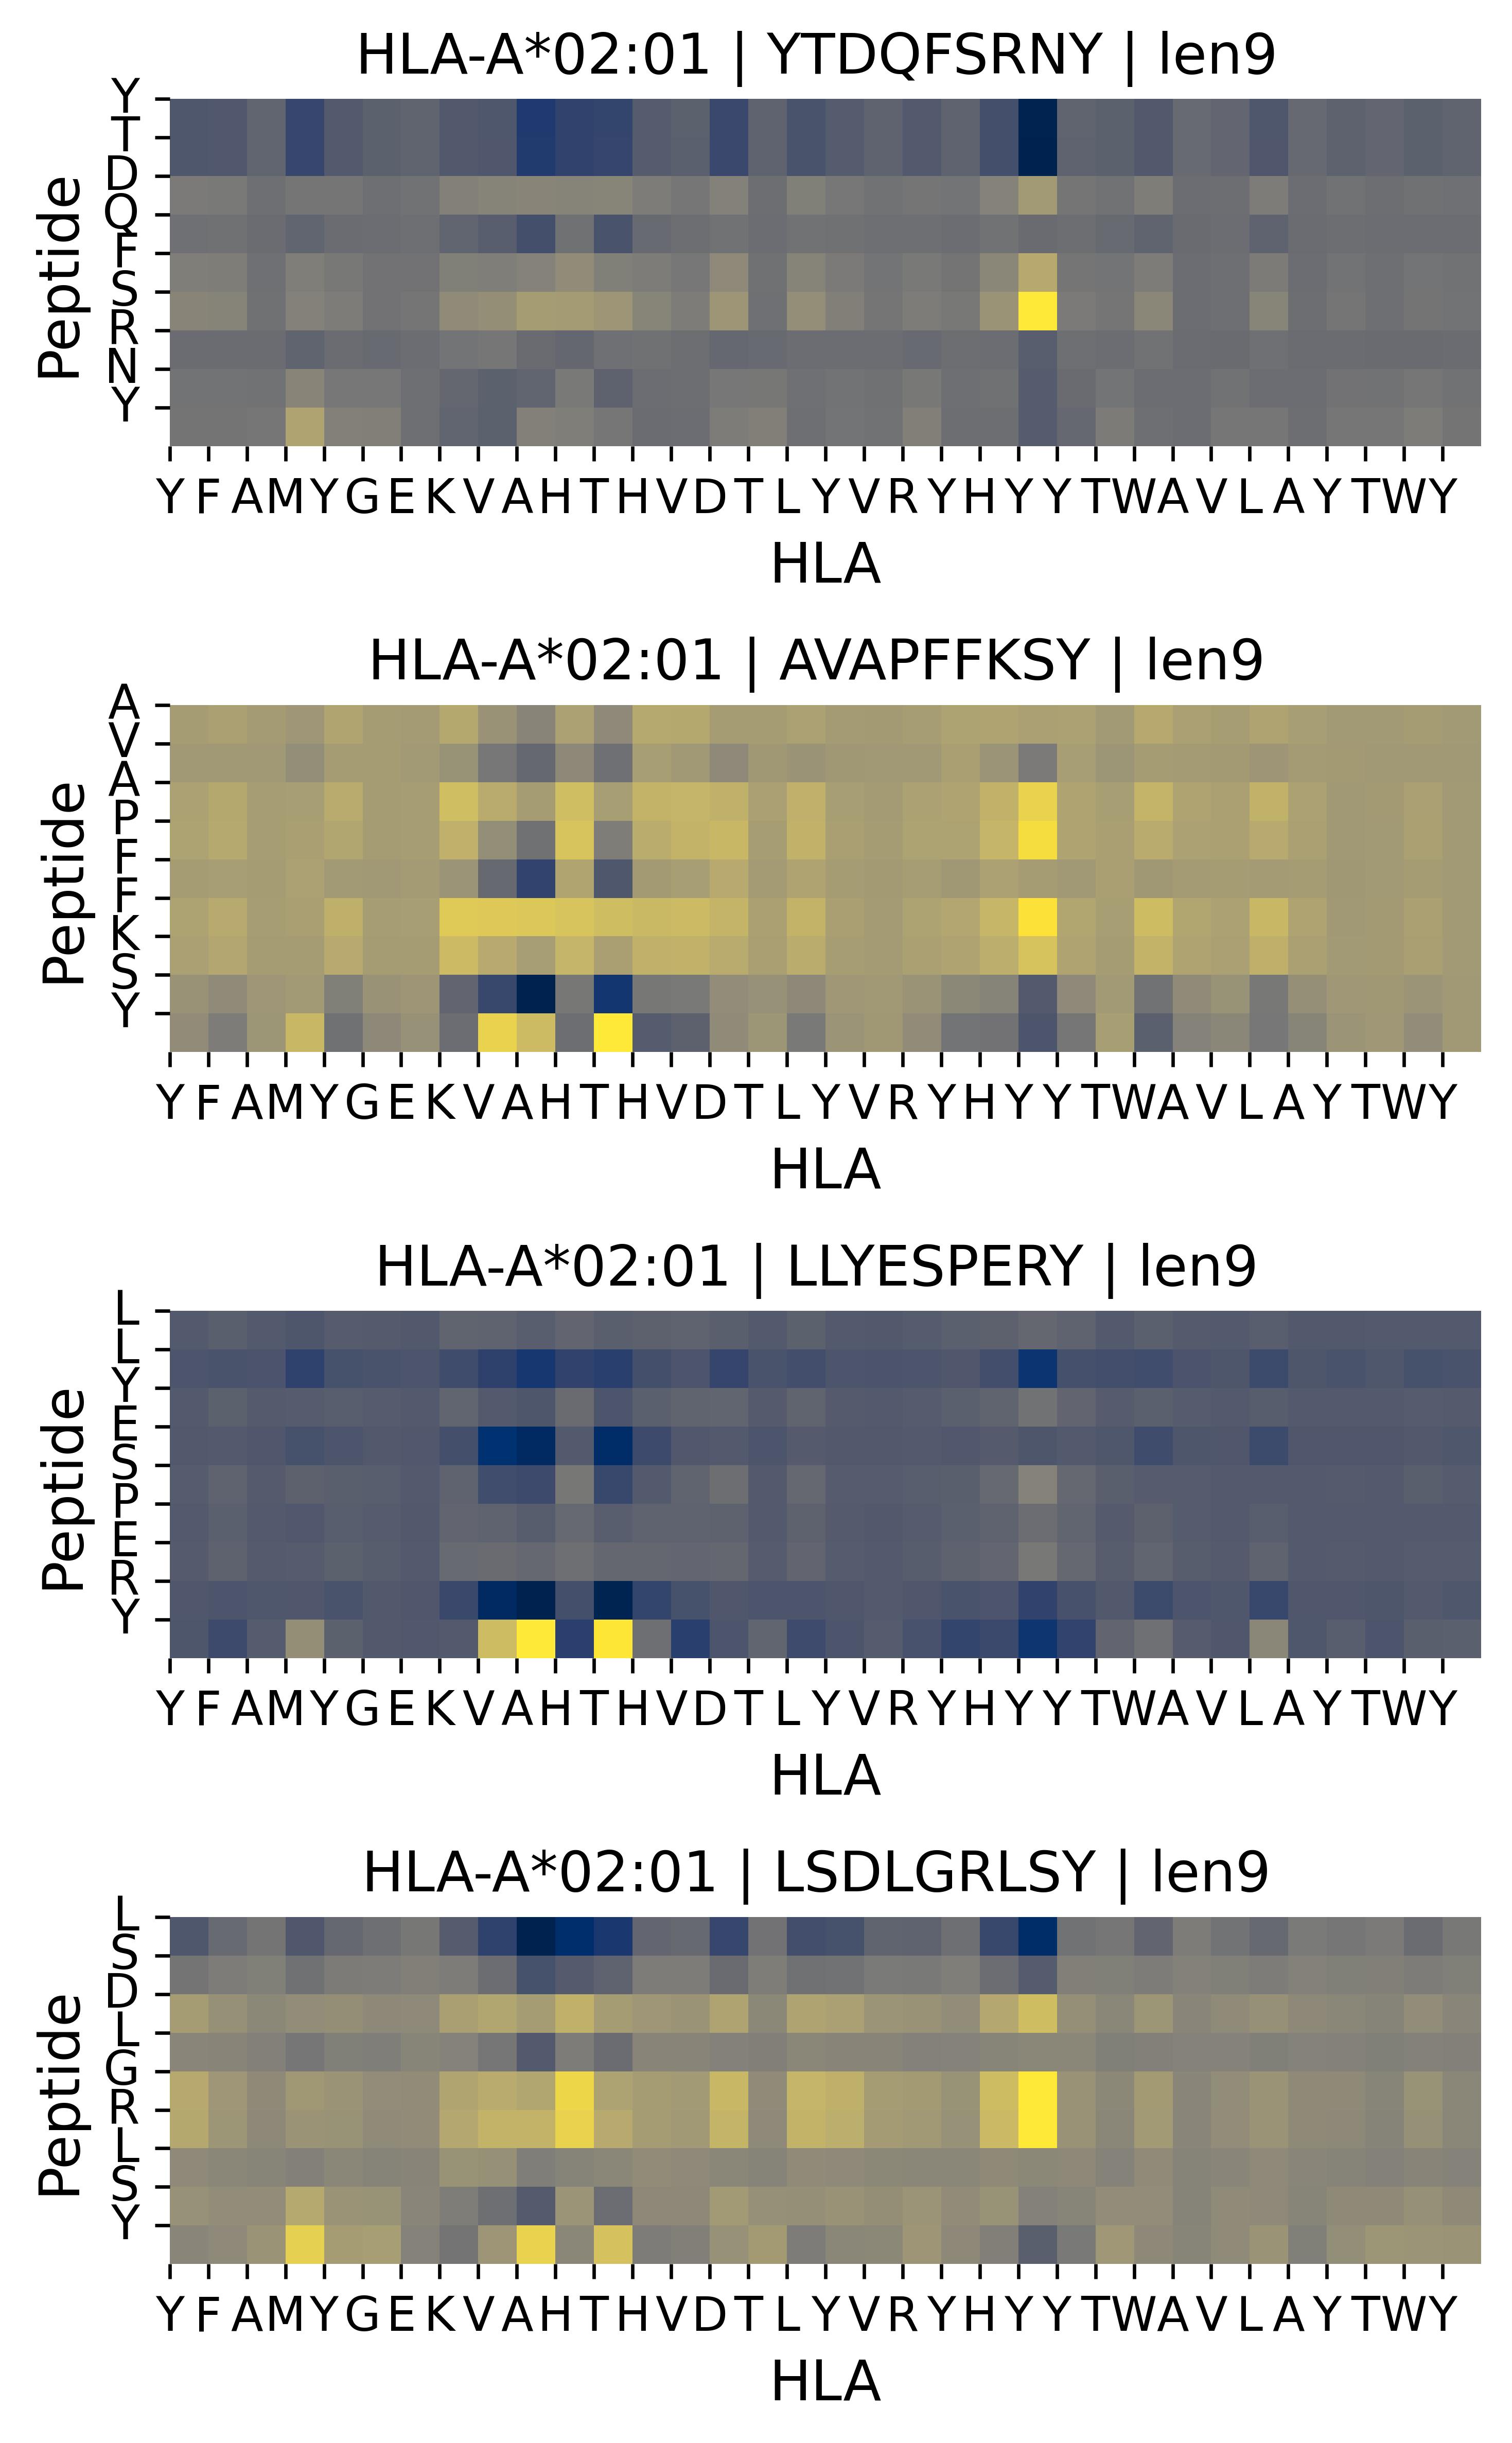 HLA-A*02:01 | YTDQFSRNY | len9
Peptide
Y
T
D
Q
F
S
R
N
Y
Y F A M Y G E K V A H T H V D T L Y V R Y H Y Y T W A V L A Y T W Y
HLA
HLA-A*02:01 | AVAPFFKSY | len9
Peptide
A
V
A
P
F
F
K
S
Y
Y F A M Y G E K V A H T H V D T L Y V R Y H Y Y T W A V L A Y T W Y
HLA
HLA-A*02:01 | LLYESPERY | len9
Peptide
L
L
Y
E
S
P
E
R
Y
Y F A M Y G E K V A H T H V D T L Y V R Y H Y Y T W A V L A Y T W Y
HLA
HLA-A*02:01 | LSDLGRLSY | len9
Peptide
L
S
D
L
G
R
L
S
Y
Y F A M Y G E K V A H T H V D T L Y V R Y H Y Y T W A V L A Y T W Y
HLA